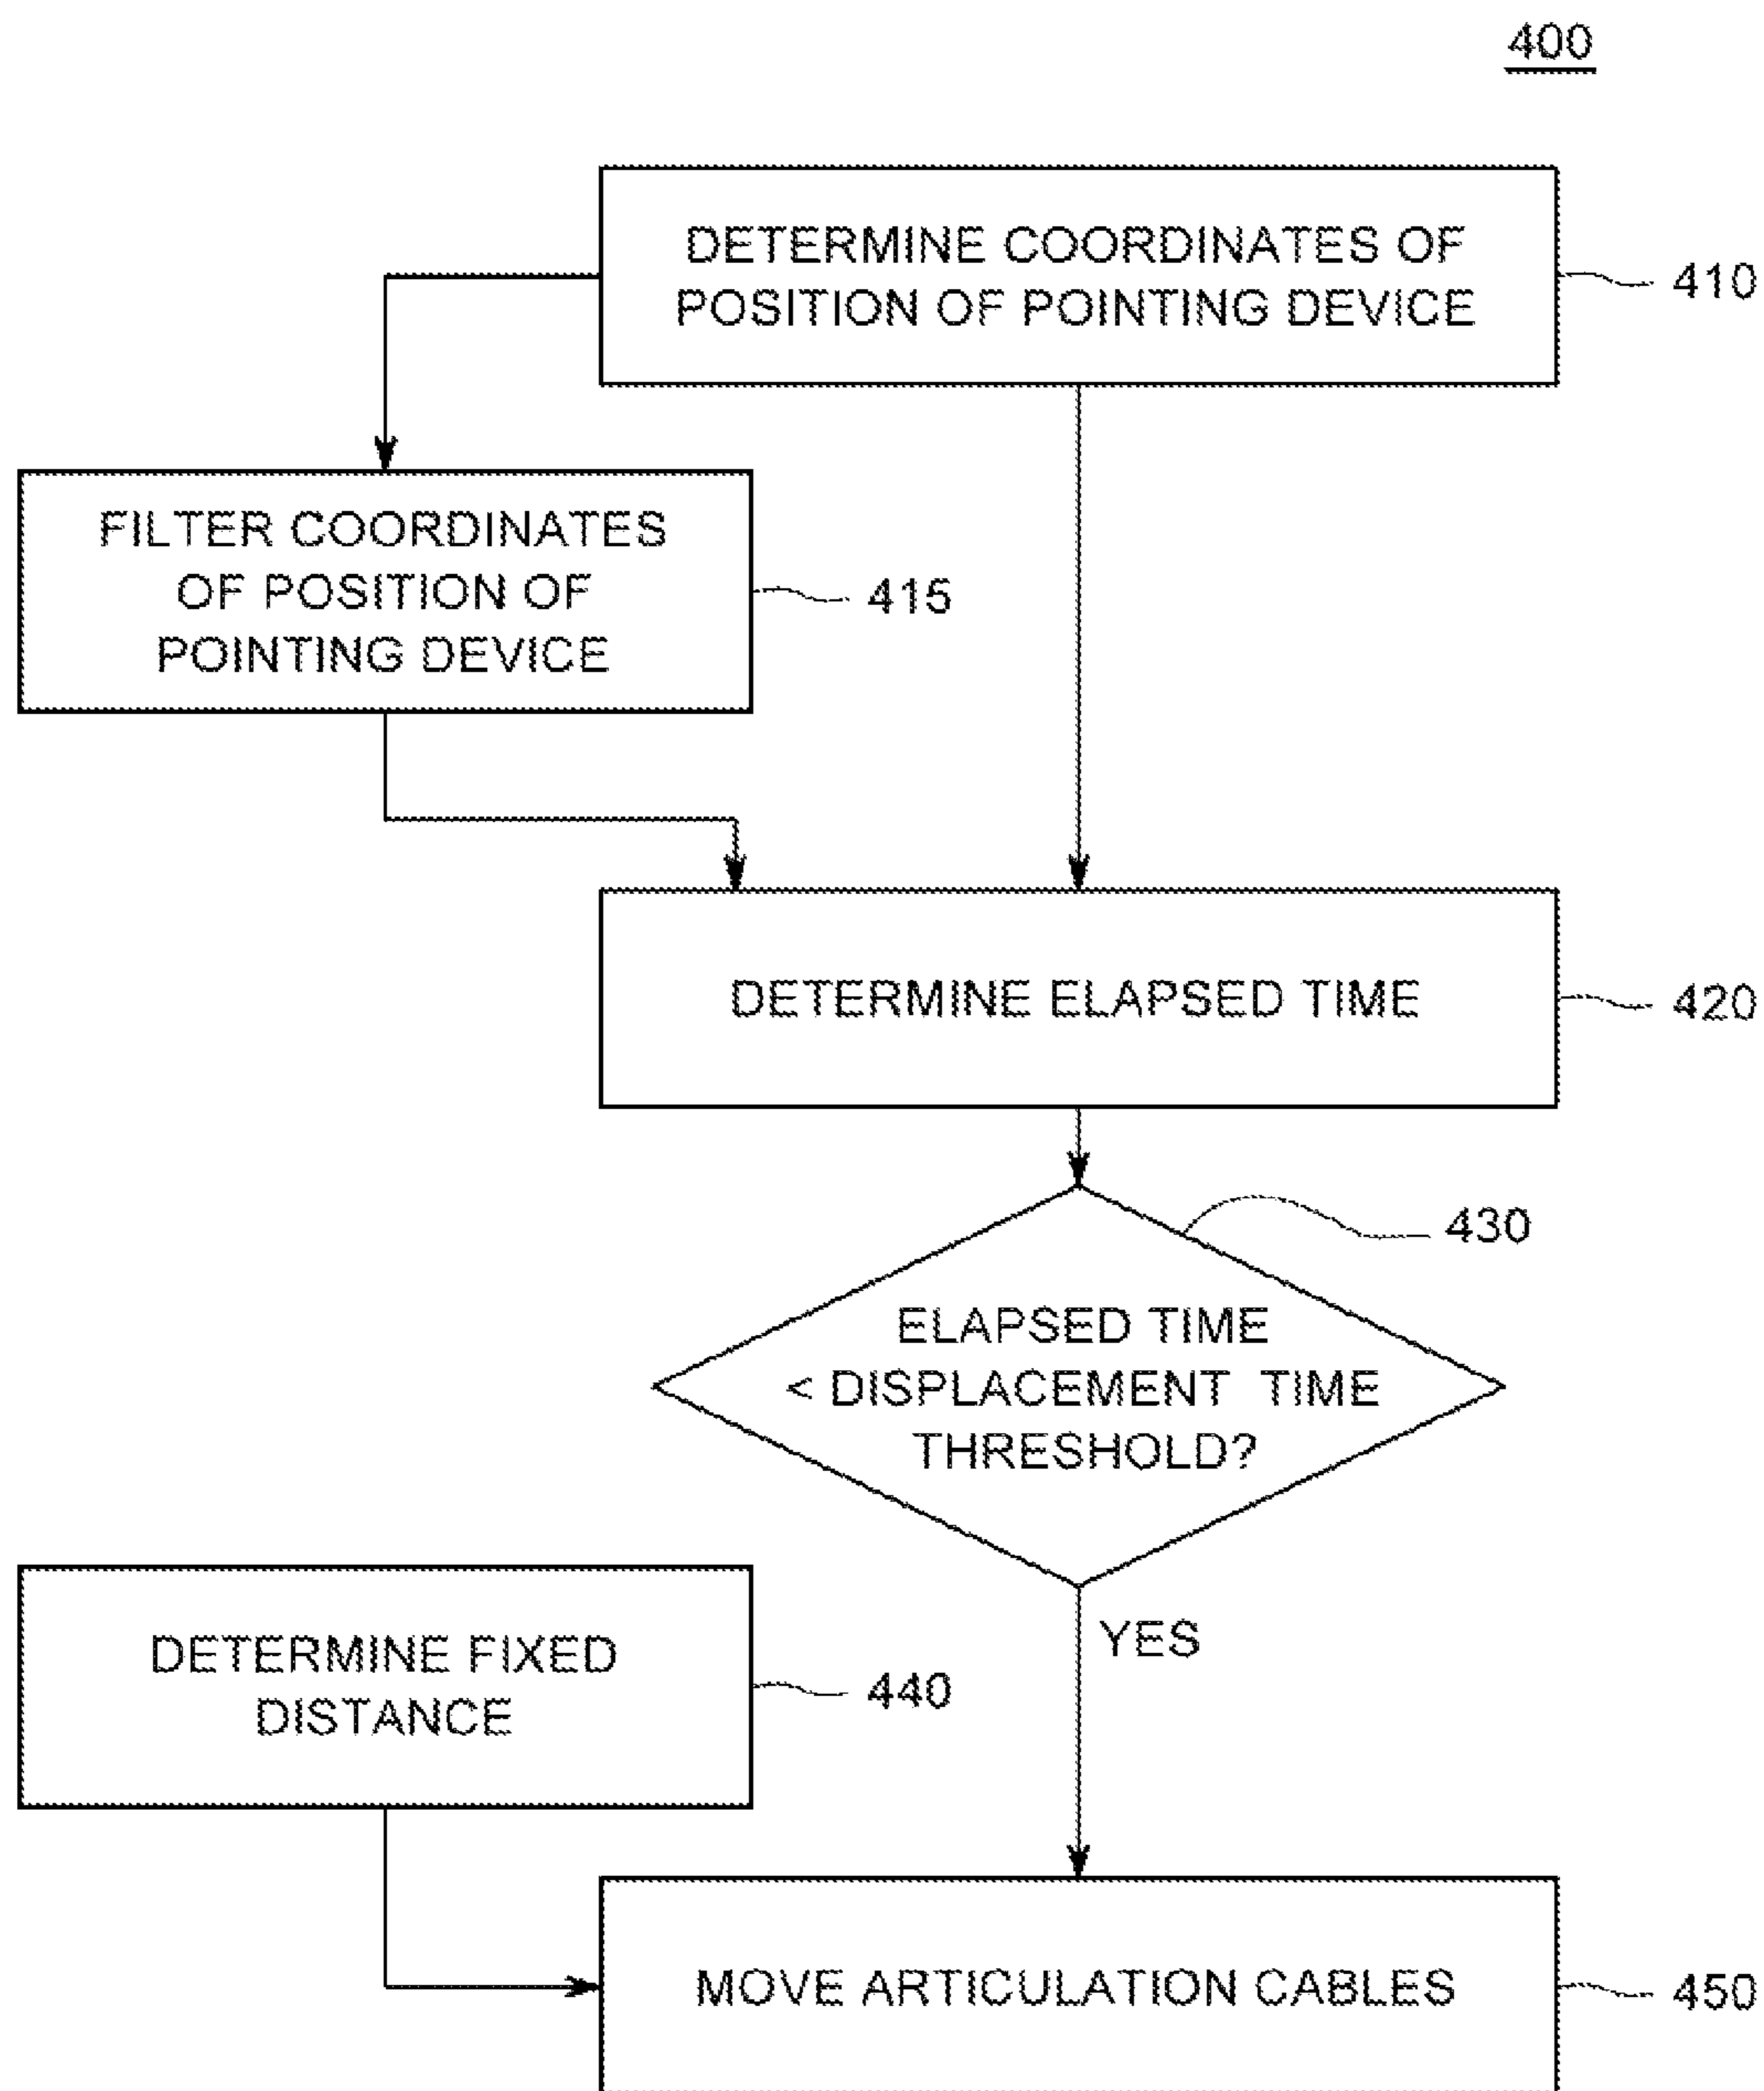 400
DETERMINE COORDINATES OF
POSITION OF POINTING DEVICE
410
FILTER COORDINATES
OF POSITION OF
POINTING DEVICE
415
DETERMINE ELAPSED TIME
420
430
ELAPSED TIME
< DISPLACEMENT TIME
THRESHOLD?
YES
DETERMINE FIXED
DISTANCE
440
MOVE ARTICULATION CABLES
450